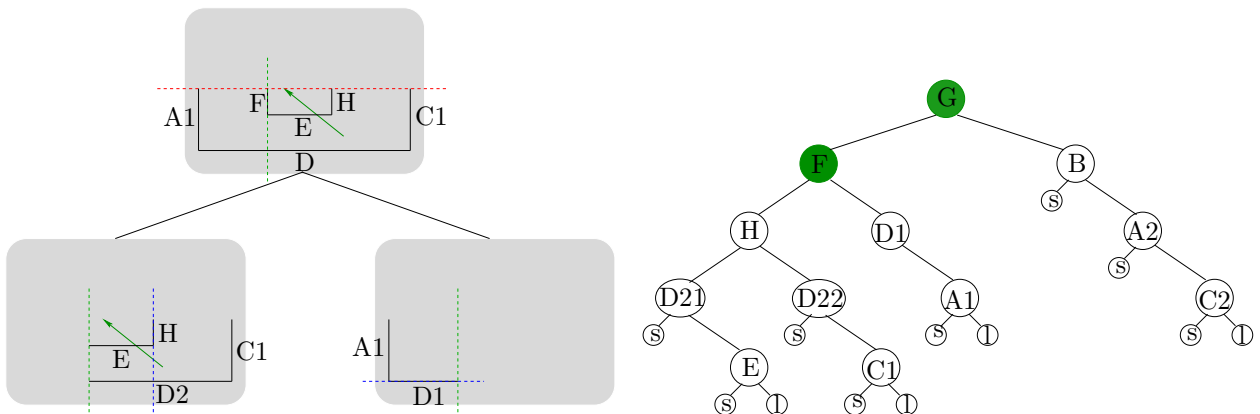 F H
A1 C1
E
D
H
E C1
D2
A1
D1
G
F B
s
H D1 A2
s
D21 D22 A1 C2
s s s l s l
E C1
s l s l